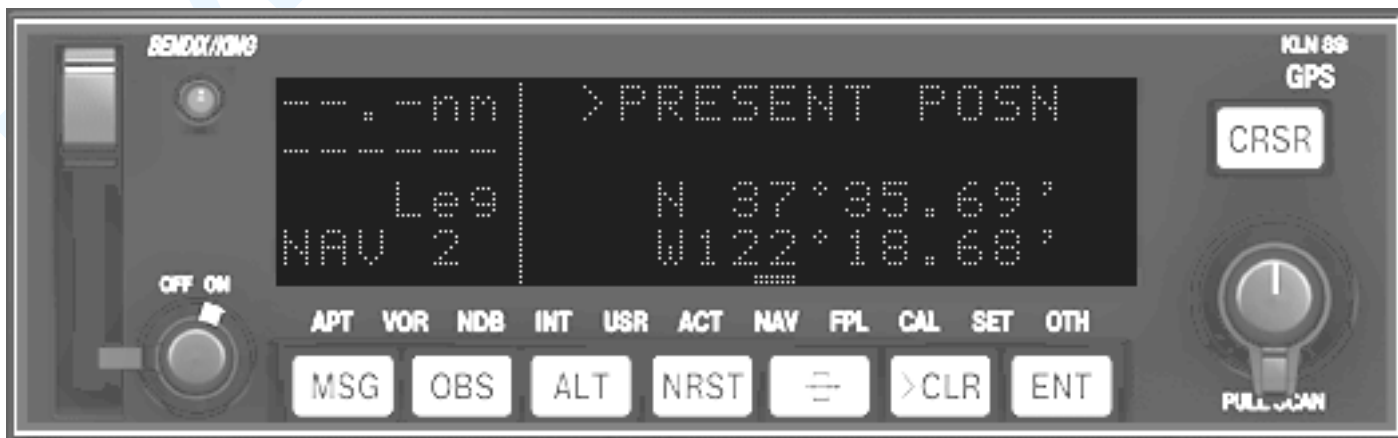 BENDIX/KING
KLN 89
GPS
--.-nm >PRESENT POSN
------
Leg N 37°35.69'
NAV 2 W122°18.68'
CRSR
OFF ON
APT VOR NDB INT USR ACT NAV FPL CAL SET OTH
MSG OBS ALT NRST >CLR ENT
PULL SCAN